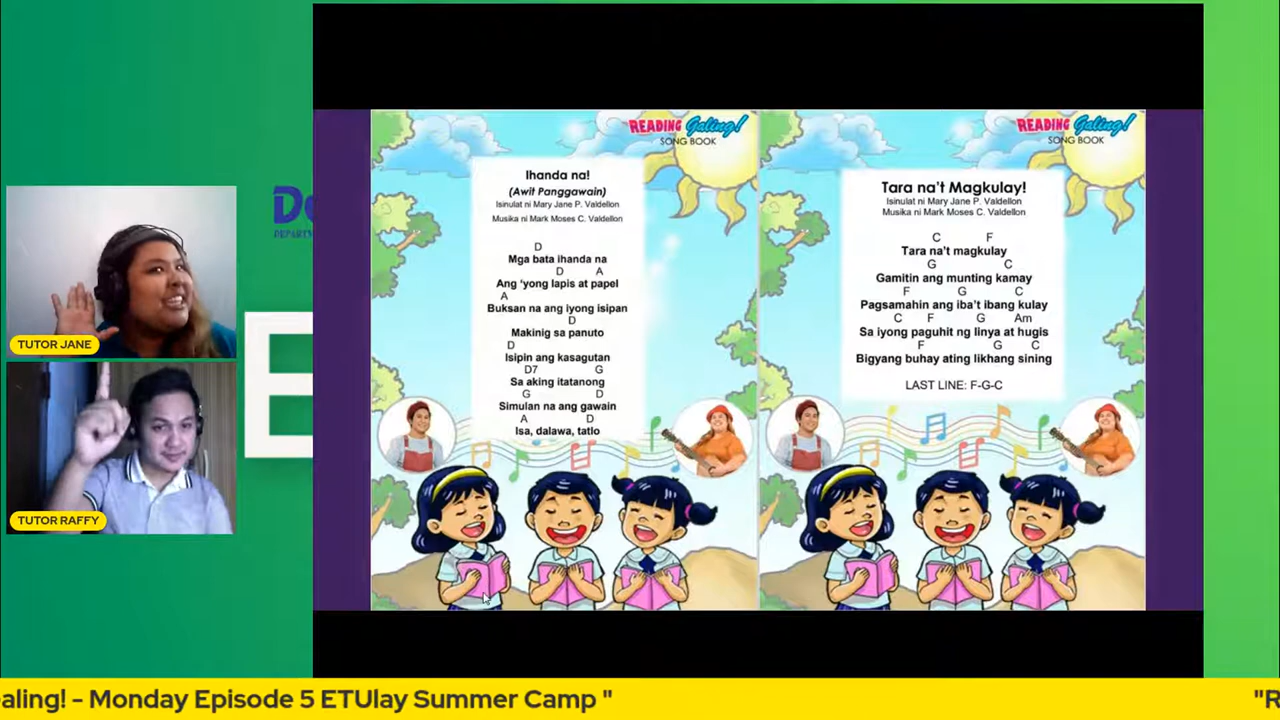 TUTOR JANE
TUTOR RAFFY
De
DEPARTM
E
READING Galing!
SONG BOOK
Ihanda na!
(Awit Panggawain)
Isinulat ni Mary Jane P. Valdellon
Musika ni Mark Moses C. Valdellon
D
Mga bata ihanda na
D A
Ang ‘yong lapis at papel
A
Buksan na ang iyong isipan
D
Makinig sa panuto
D
Isipin ang kasagutan
D7 G
Sa aking itatanong
G D
Simulan na ang gawain
A D
Isa, dalawa, tatlo
READING Galing!
SONG BOOK
Tara na’t Magkulay!
Isinulat ni Mary Jane P. Valdellon
Musika ni Mark Moses C. Valdellon
C F
Tara na’t magkulay
G C
Gamitin ang munting kamay
F G C
Pagsamahin ang iba’t ibang kulay
C F G Am
Sa iyong paguhit ng linya at hugis
F G C
Bigyang buhay ating likhang sining
LAST LINE: F-G-C
aling! - Monday Episode 5 ETUlay Summer Camp " "R